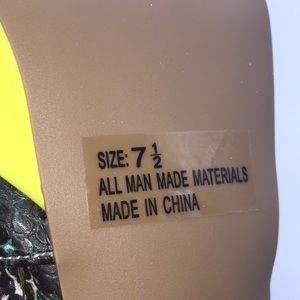 SIZE: 7 ½
ALL MAN MADE MATERIALS
MADE IN CHINA